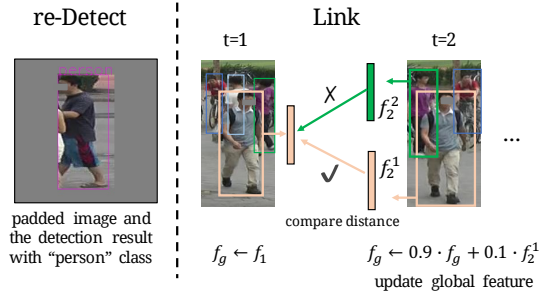 re-Detect
person
padded image and
the detection result
with “person” class
Link
t=1
t=2
✗
f_2^2
f_2^1
✓
...
compare distance
f_g ← f_1
f_g ← 0.9 · f_g + 0.1 · f_2^1
update global feature